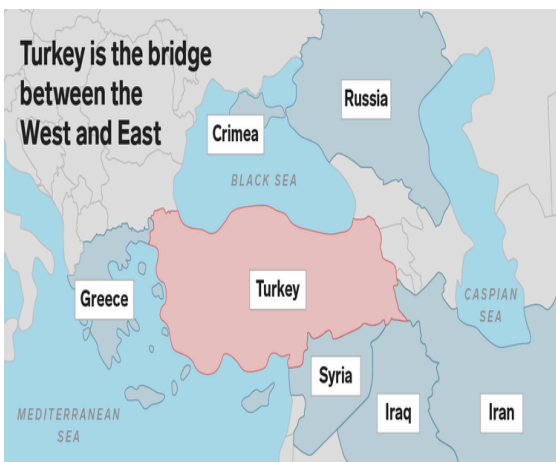 Turkey is the bridge
between the
West and East
Russia
Crimea
BLACK SEA
Turkey
Greece
CASPIAN
SEA
Syria
MEDITERRANEAN
SEA
Iraq
Iran